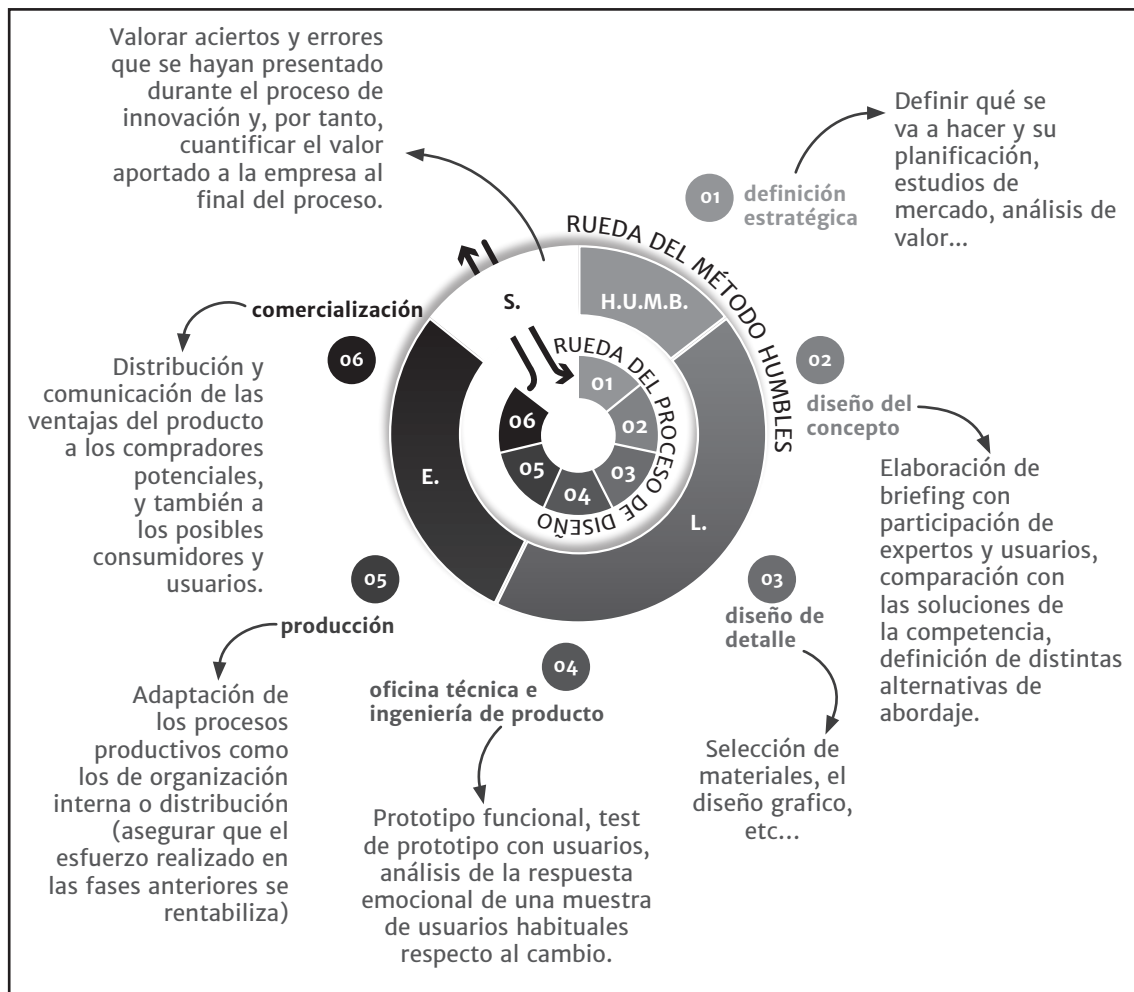 Valorar aciertos y errores
que se hayan presentado
durante el proceso de
innovación y, por tanto,
cuantificar el valor
aportado a la empresa al
final del proceso.
01
definición
estratégica
Definir qué se
va a hacer y su
planificación,
estudios de
mercado, análisis de
valor...
RUEDA DEL MÉTODO HUMBLES
S.
H.U.M.B.
L.
E.
RUEDA DEL PROCESO DE DISEÑO
01
02
03
04
05
06
02
diseño del
concepto
Elaboración de
briefing con
participación de
expertos y usuarios,
comparación con
las soluciones de
la competencia,
definición de distintas
alternativas de
abordaje.
03
diseño de
detalle
Selección de
materiales, el
diseño grafico,
etc...
04
oficina técnica e
ingeniería de producto
Prototipo funcional, test
de prototipo con usuarios,
análisis de la respuesta
emocional de una muestra
de usuarios habituales
respecto al cambio.
05
producción
Adaptación de
los procesos
productivos como
los de organización
interna o distribución
(asegurar que el
esfuerzo realizado en
las fases anteriores se
rentabiliza)
comercialización
06
Distribución y
comunicación de las
ventajas del producto
a los compradores
potenciales,
y también a
los posibles
consumidores y
usuarios.